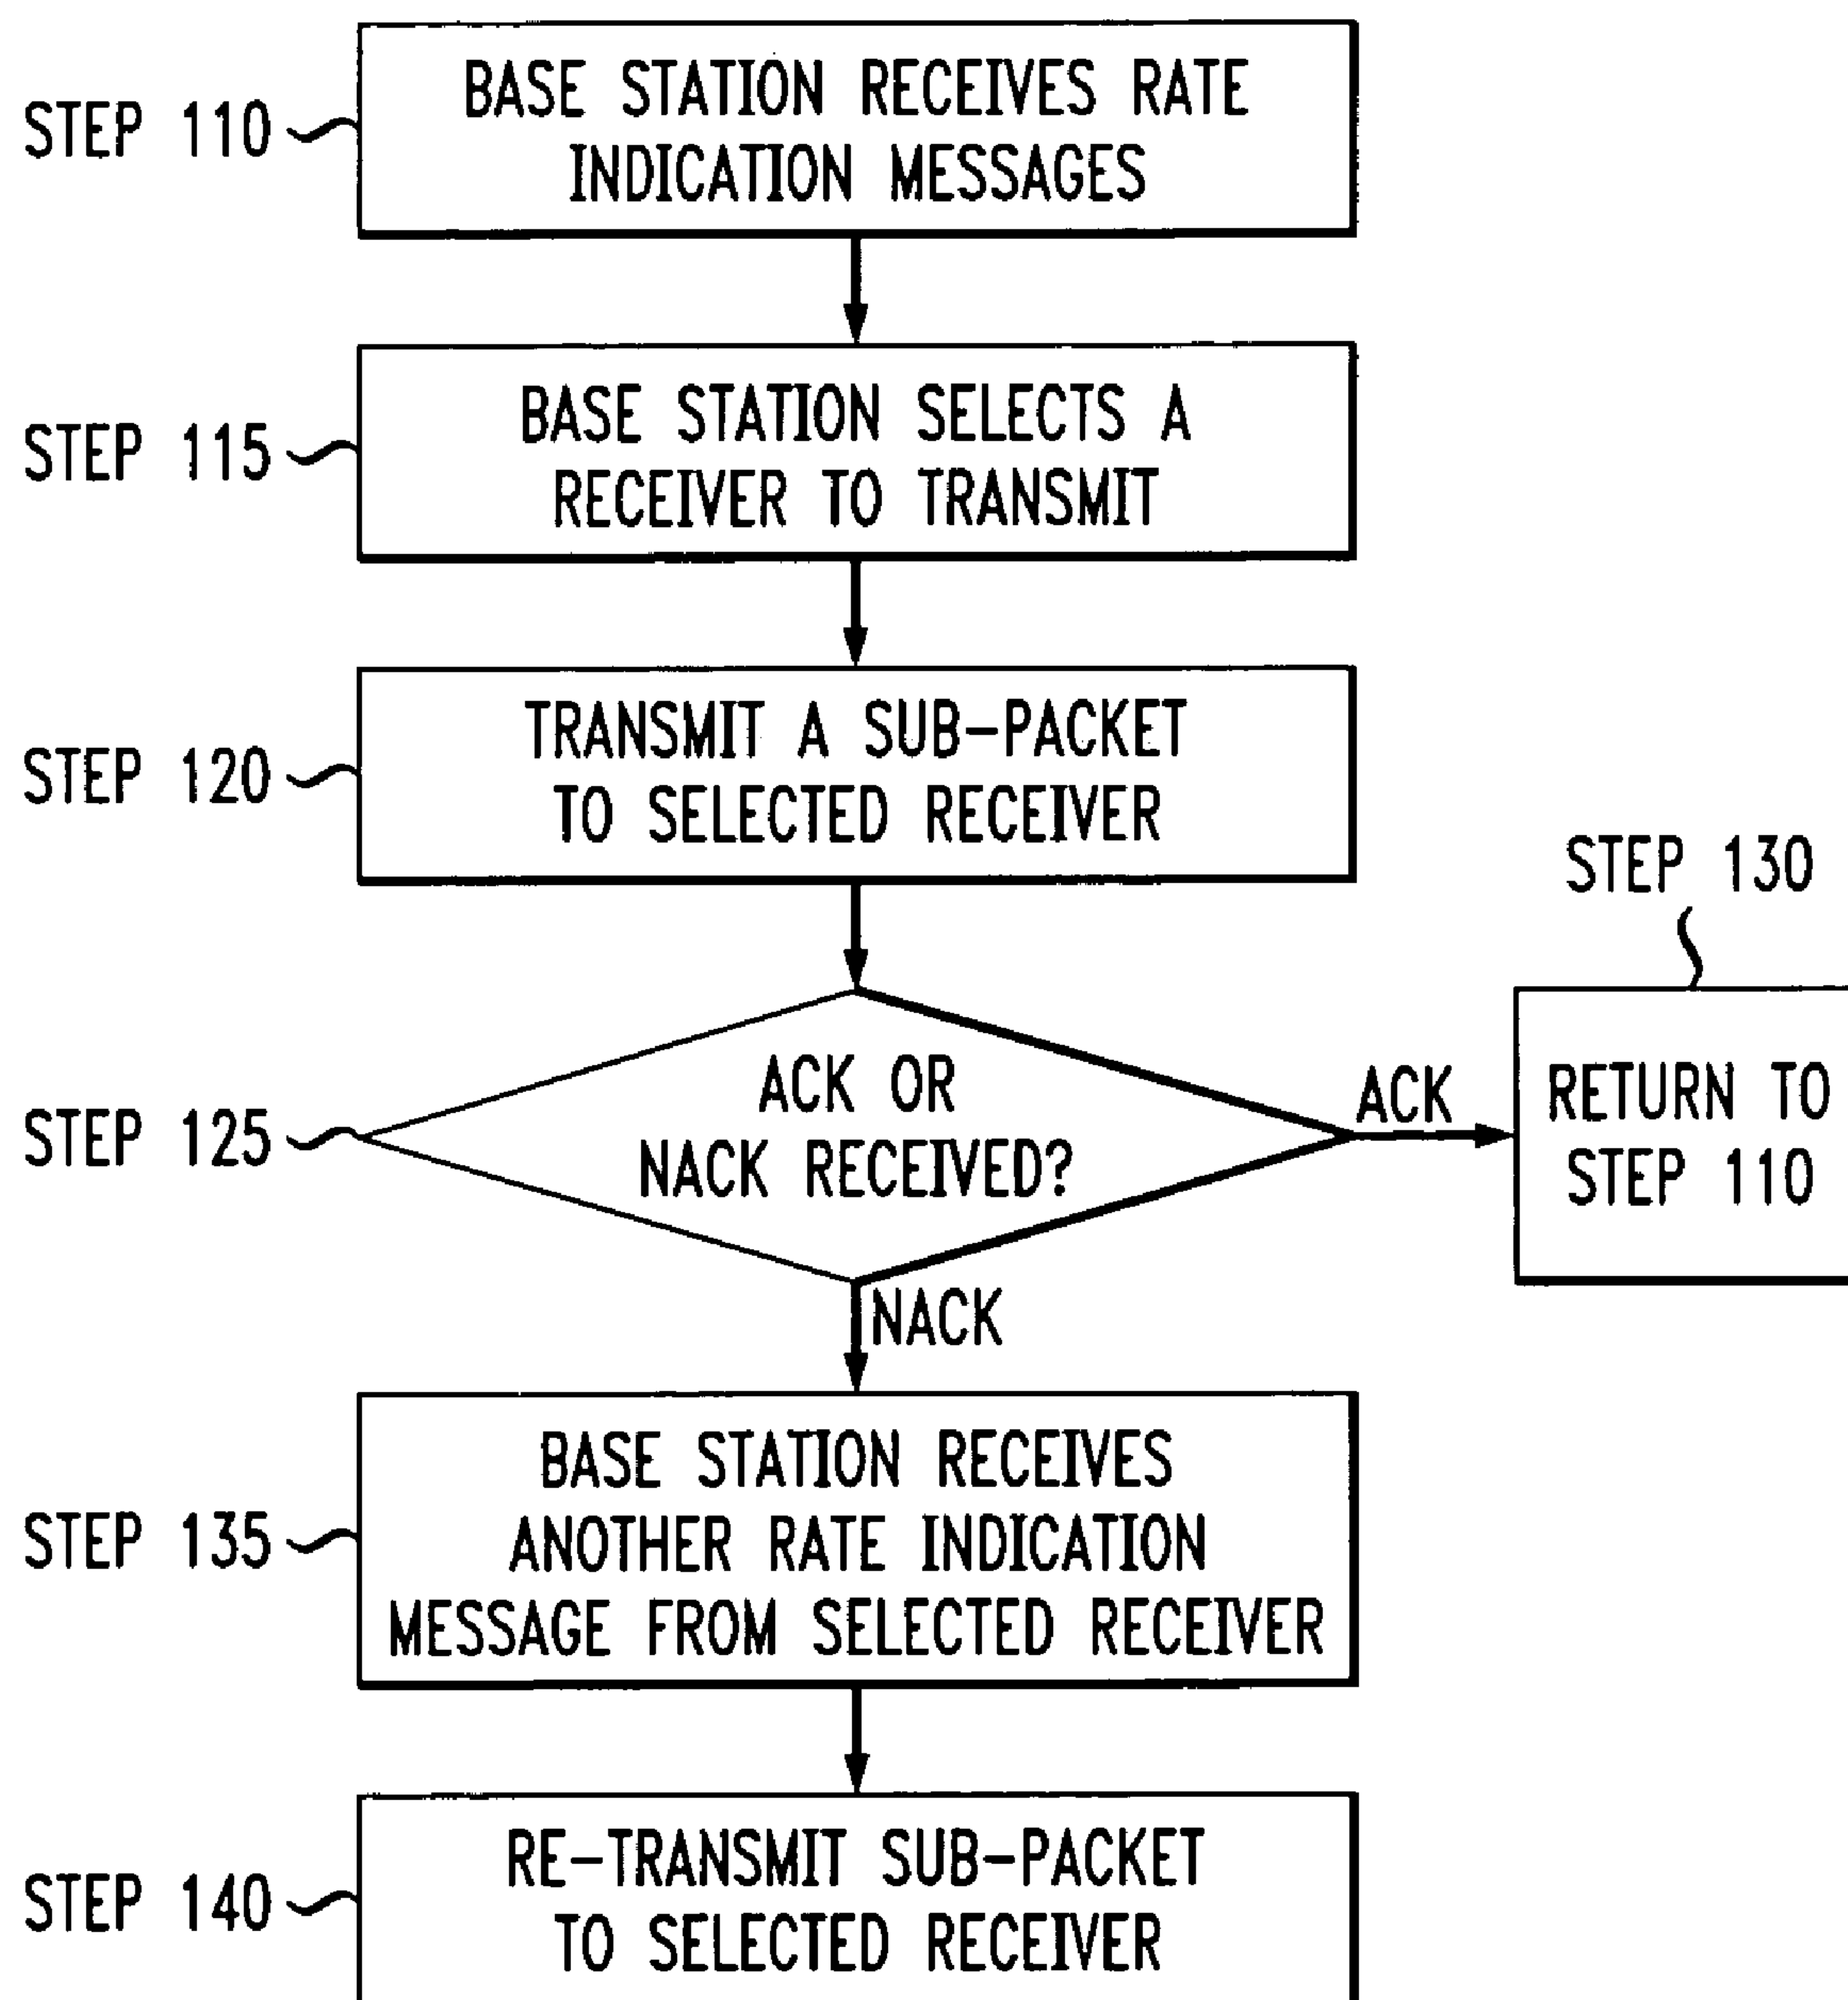 STEP 110
BASE STATION RECEIVES RATE
INDICATION MESSAGES
STEP 115
BASE STATION SELECTS A
RECEIVER TO TRANSMIT
STEP 120
TRANSMIT A SUB-PACKET
TO SELECTED RECEIVER
STEP 125
ACK OR
NACK RECEIVED?
ACK
STEP 130
RETURN TO
STEP 110
NACK
STEP 135
BASE STATION RECEIVES
ANOTHER RATE INDICATION
MESSAGE FROM SELECTED RECEIVER
STEP 140
RE-TRANSMIT SUB-PACKET
TO SELECTED RECEIVER